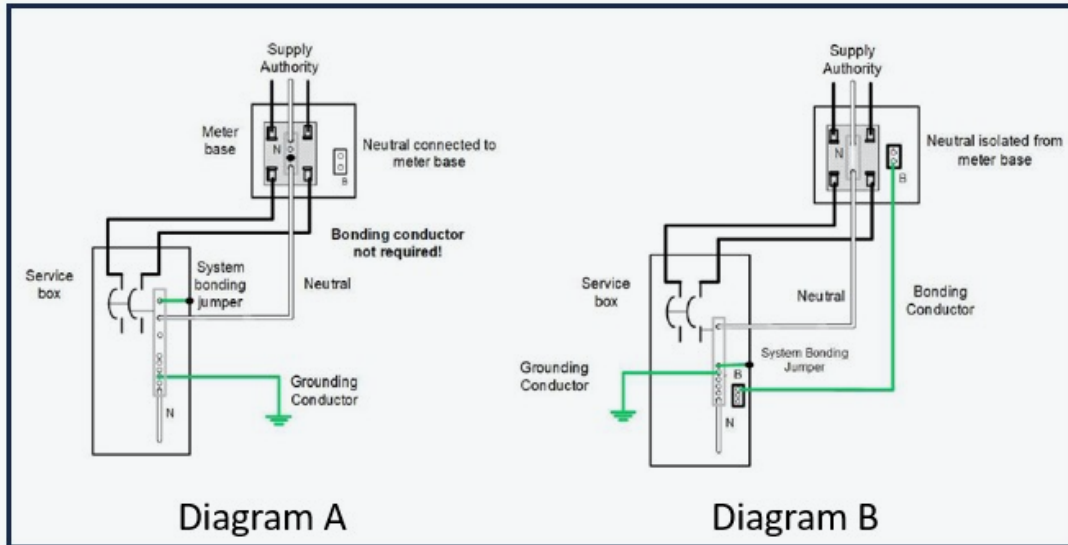 Supply
Authority
Meter
base
N
Neutral connected to
meter base
B
Bonding conductor
not required!
Service
box
System
bonding
jumper
Neutral
Grounding
Conductor
N
Diagram A
Supply
Authority
N
Neutral isolated from
meter base
B
Service
box
Neutral
Bonding
Conductor
System Bonding
Jumper
Grounding
Conductor
B
N
Diagram B